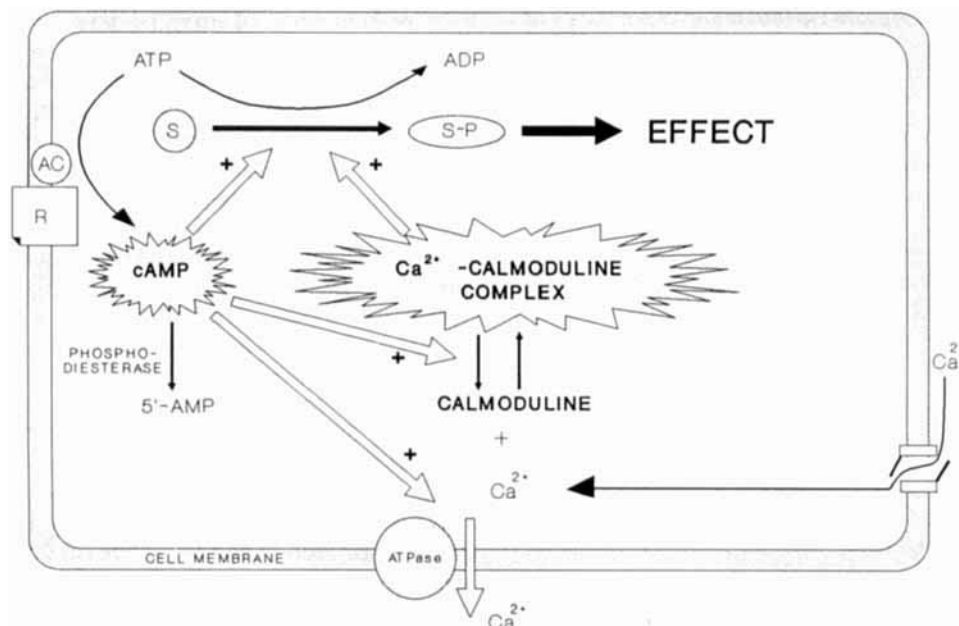 ATP
ADP
S
S-P
EFFECT
+
+
AC
R
cAMP
Ca²⁺ -CALMODULINE
COMPLEX
+
PHOSPHO-
DIESTERASE
5'-AMP
CALMODULINE
+
Ca²
+
Ca²⁺
CELL MEMBRANE
ATPase
Ca²⁺